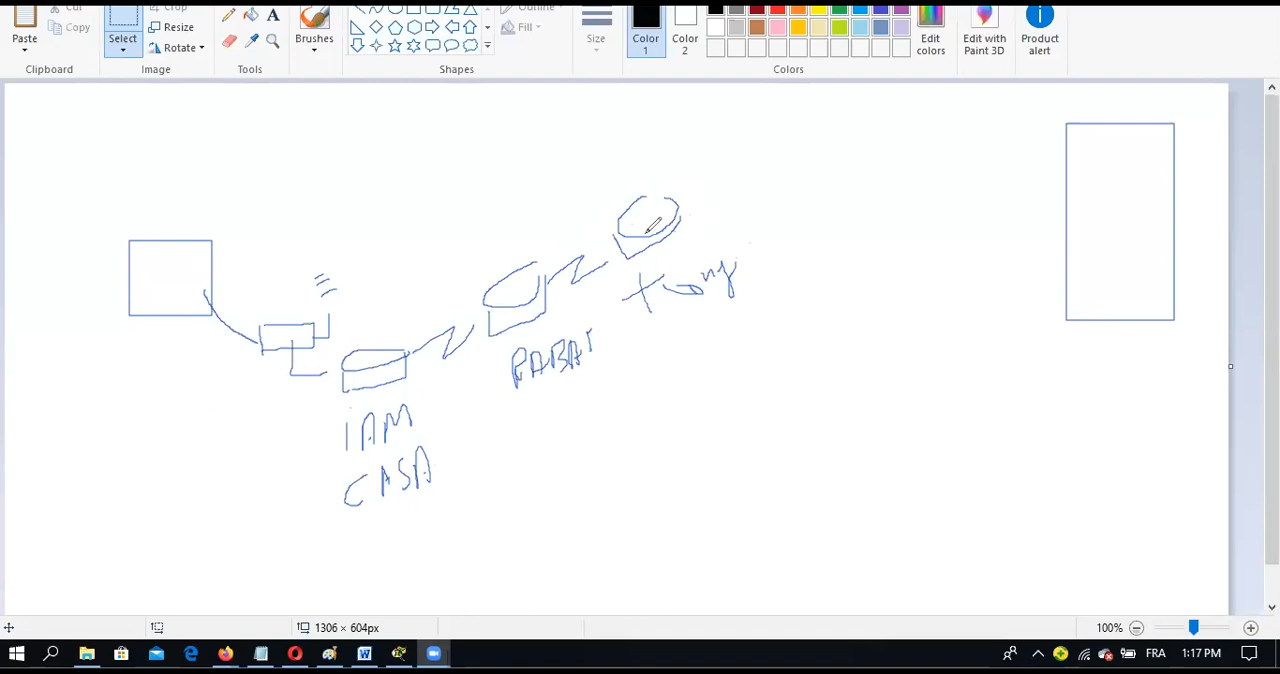 Cut
Crop
Outline
Paste
Copy
Select
Resize
Rotate
Brushes
Fill
Size
Color
1
Color
2
Edit
colors
Edit with
Paint 3D
Product
alert
Clipboard
Image
Tools
Shapes
Colors
RABAT
IAM
CASA
1306 × 604px
100%
FRA
1:17 PM